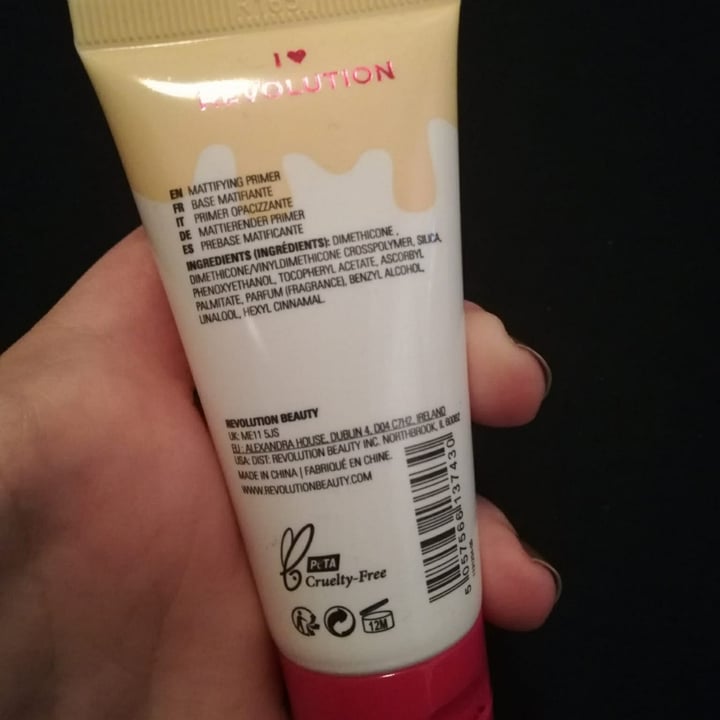 I ♥
REVOLUTION
EN MATTIFYING PRIMER
FR BASE MATIFIANTE
IT PRIMER OPACIZZANTE
DE MATTIERENDER PRIMER
ES PREBASE MATIFICANTE
INGREDIENTS (INGRÉDIENTS): DIMETHICONE,
DIMETHICONE/VINYLDIMETHICONE CROSSPOLYMER, SILICA,
PHENOXYETHANOL, TOCOPHERYL ACETATE, ASCORBYL
PALMITATE, PARFUM (FRAGRANCE), BENZYL ALCOHOL,
LINALOOL, HEXYL CINNAMAL.
REVOLUTION BEAUTY
UK: ME11 5JS
EU: ALEXANDRA HOUSE, DUBLIN 4, D04 C7H2, IRELAND
USA: DIST: REVOLUTION BEAUTY INC. NORTHBROOK, IL 60062
MADE IN CHINA | FABRIQUÉ EN CHINE.
WWW.REVOLUTIONBEAUTY.COM
PETA
Cruelty-Free
12M
5 057566 137430